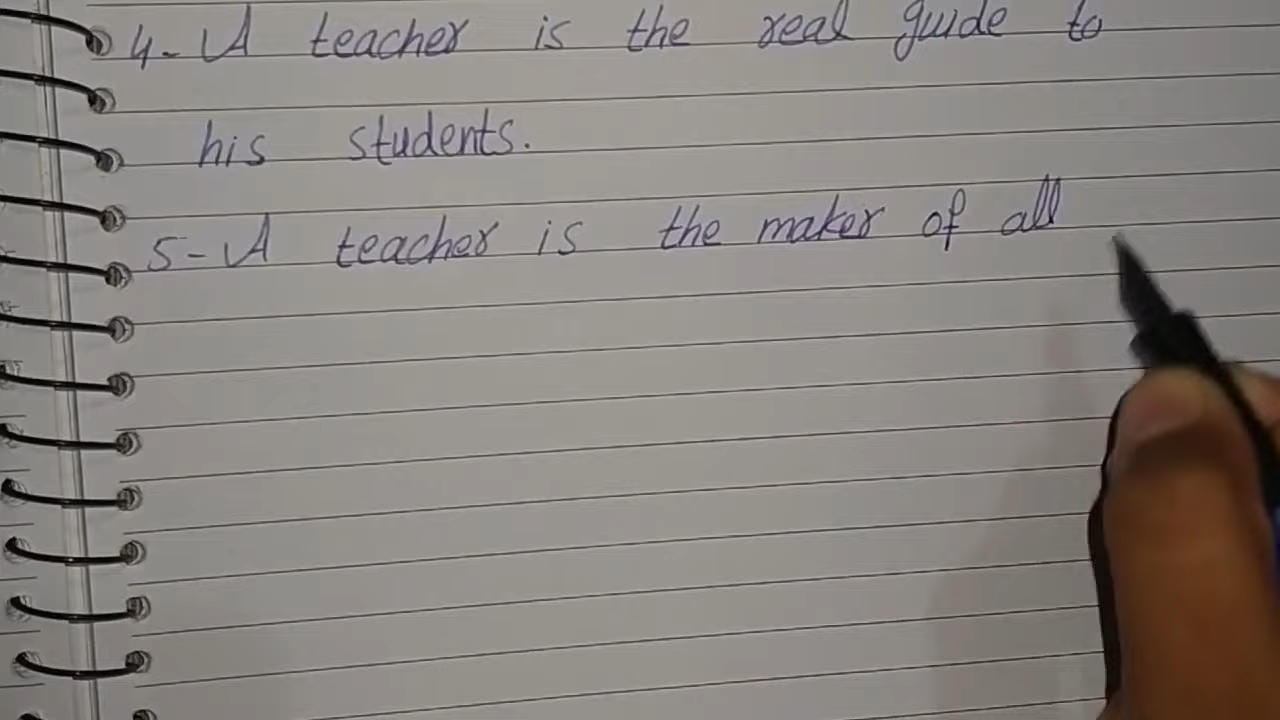 4- A teacher is the real guide to
his students.
5- A teacher is the maker of all